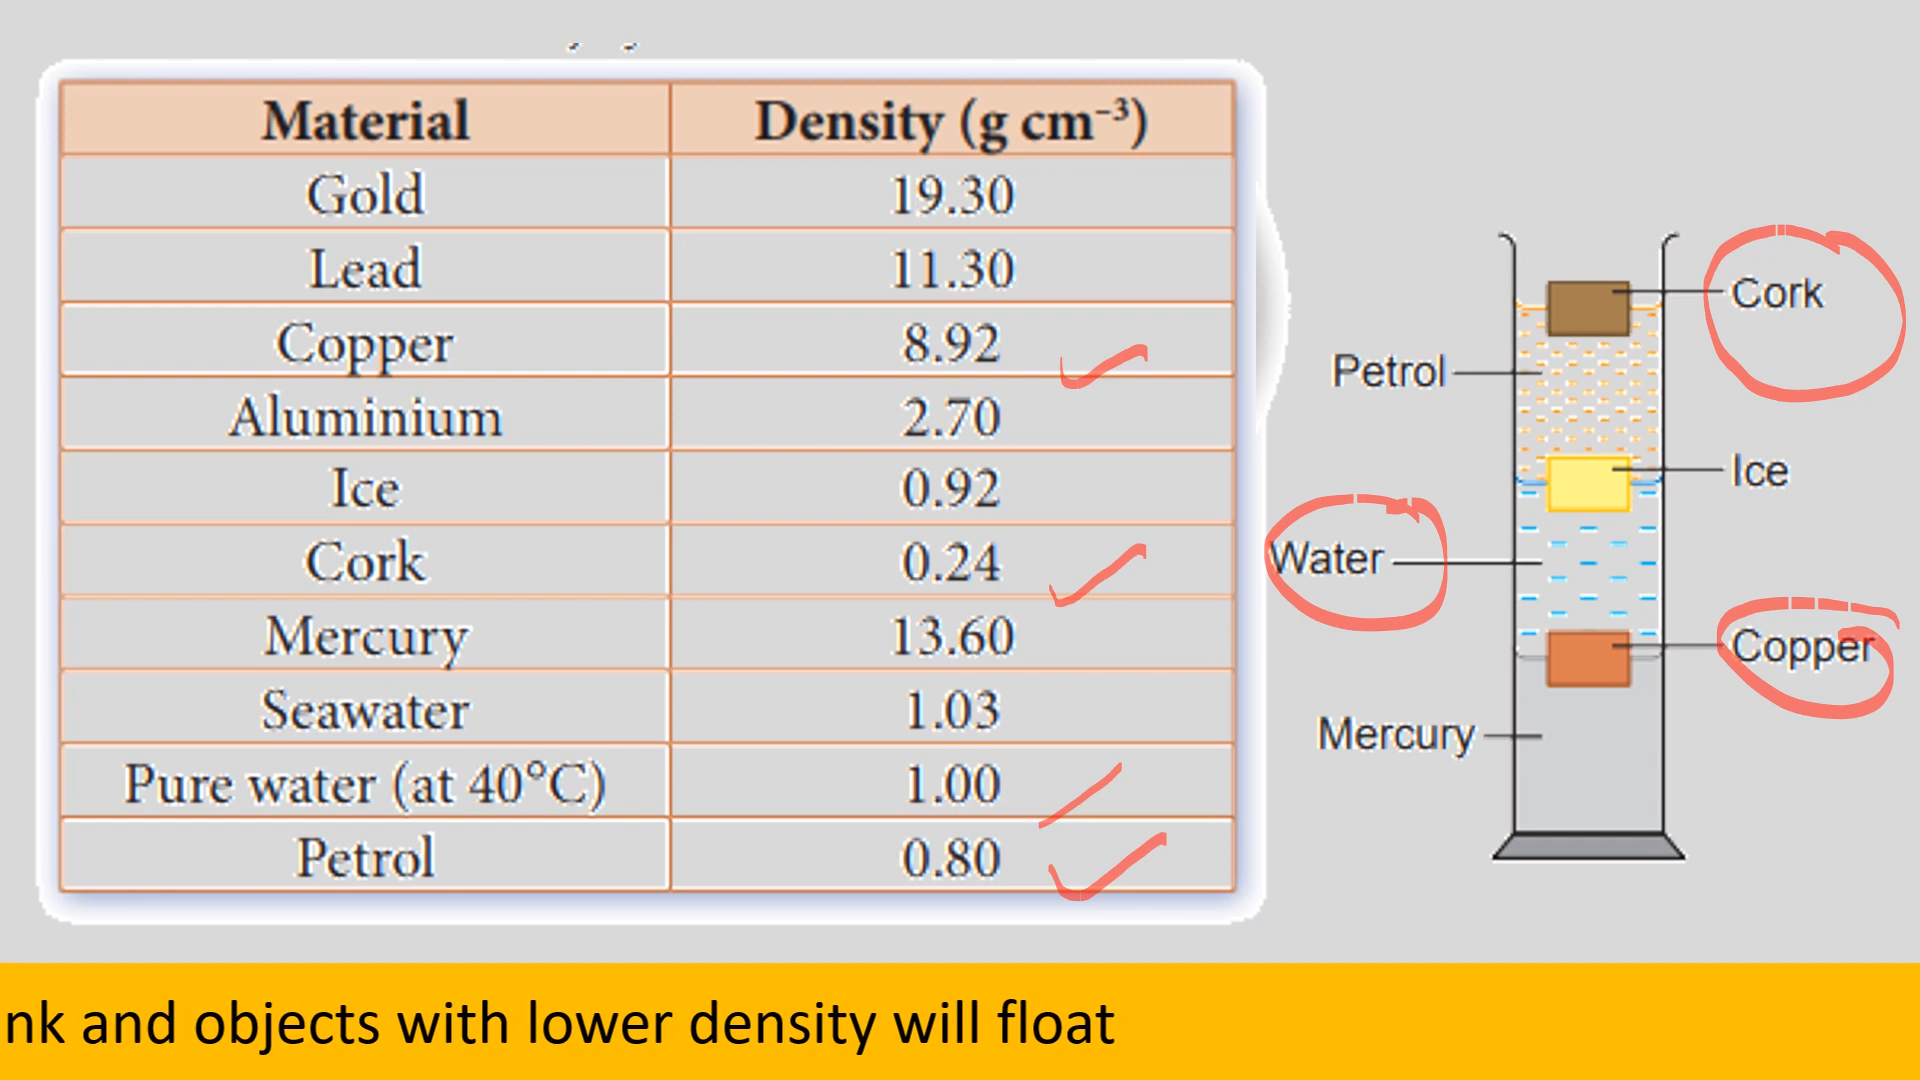 Material Density (g cm⁻³)
Gold 19.30
Lead 11.30
Copper 8.92
Aluminium 2.70
Ice 0.92
Cork 0.24
Mercury 13.60
Seawater 1.03
Pure water (at 40°C) 1.00
Petrol 0.80
Cork
Petrol
Ice
Water
Copper
Mercury
nk and objects with lower density will float